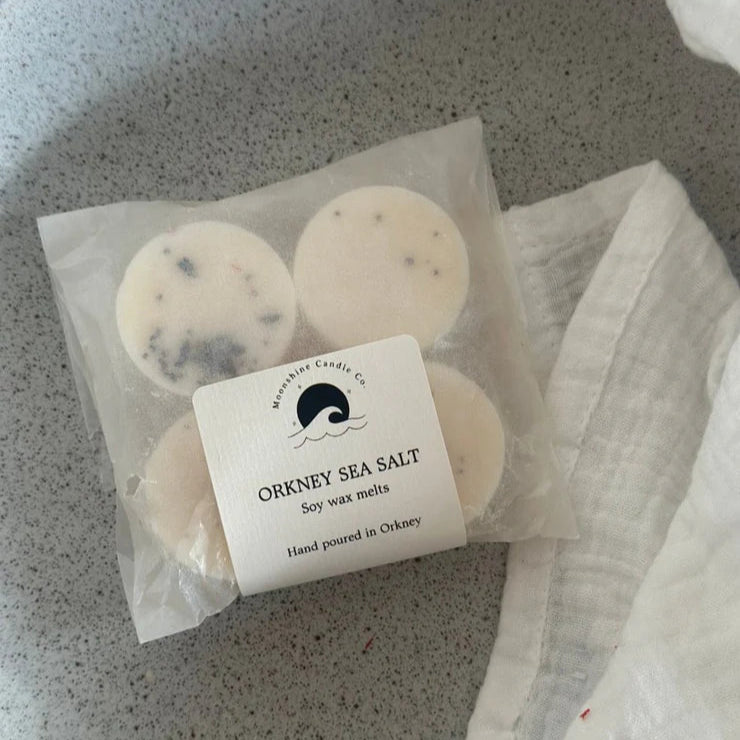 Moonshine Candle Co.
ORKNEY SEA SALT
Soy wax melts
Hand poured in Orkney